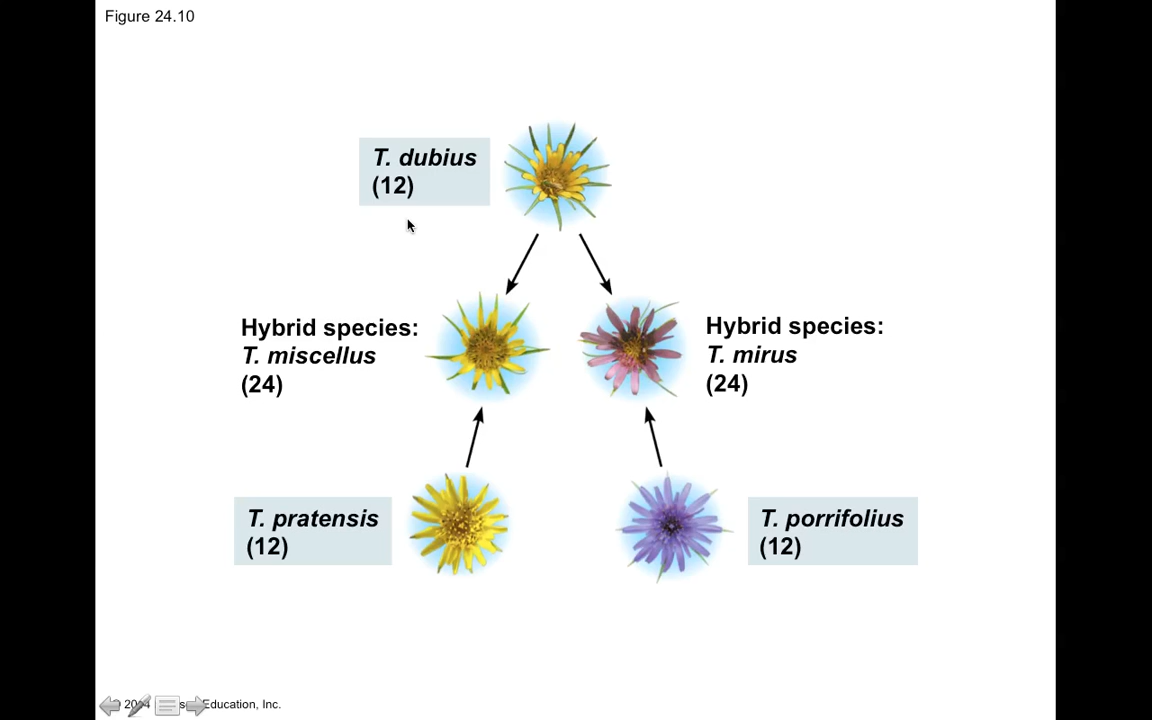 Figure 24.10
T. dubius
(12)
Hybrid species:
T. miscellus
(24)
Hybrid species:
T. mirus
(24)
T. pratensis
(12)
T. porrifolius
(12)
Education, Inc.